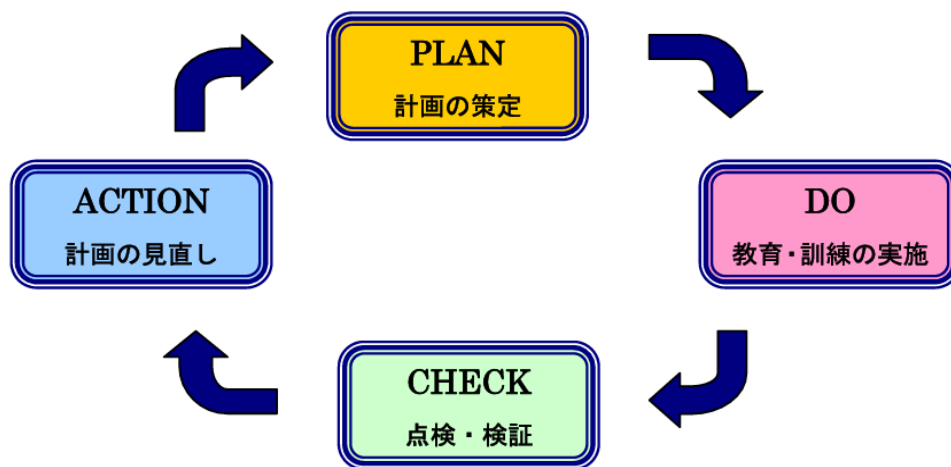 PLAN
計画の策定
ACTION
計画の見直し
DO
教育・訓練の実施
CHECK
点検・検証